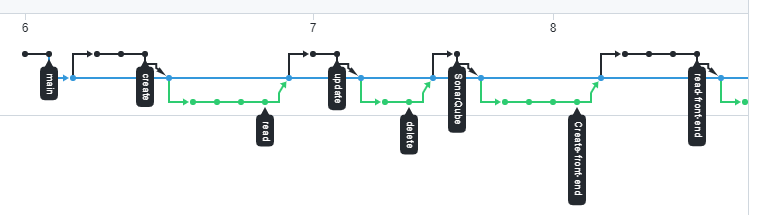 6 7 8
main
create
read
update
delete
SonarQube
Create-front-end
read-front-end